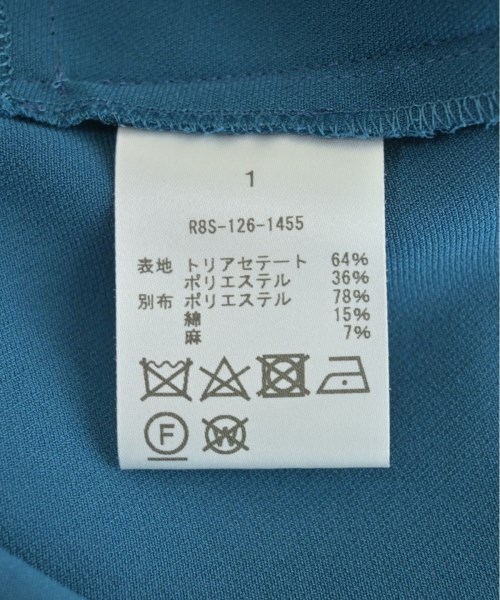 1
R8S-126-1455
表地 トリアセテート 64%
ポリエステル 36%
別布 ポリエステル 78%
綿 15%
麻 7%
F
W